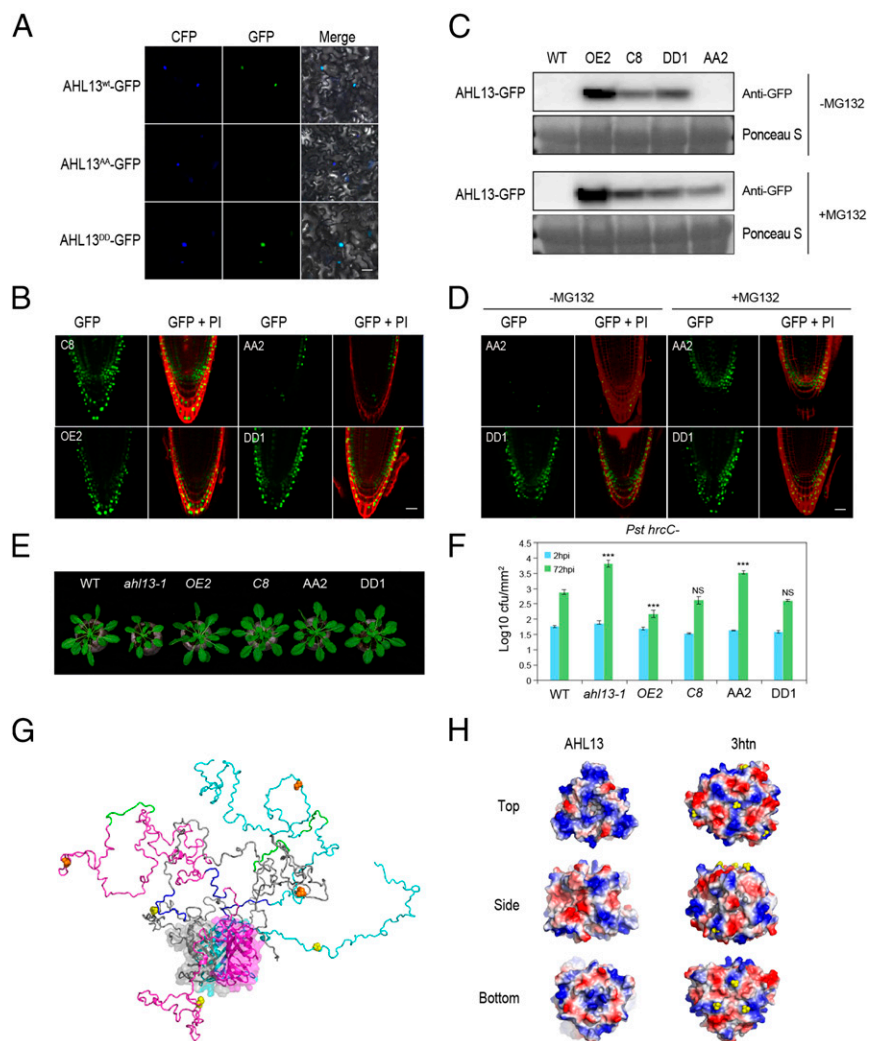 A
CFP GFP Merge
AHL13wt-GFP
AHL13AA-GFP
AHL13DD-GFP
B
GFP GFP + PI GFP GFP + PI
C8 AA2
OE2 DD1
C
WT OE2 C8 DD1 AA2
AHL13-GFP Anti-GFP
-MG132
Ponceau S
AHL13-GFP Anti-GFP
+MG132
Ponceau S
D
-MG132 +MG132
GFP GFP + PI GFP GFP + PI
AA2 AA2
DD1 DD1
E
WT ahl13-1 OE2 C8 AA2 DD1
F
Pst hrcC-
Log10 cfu/mm2
4.5
4
3.5
3
2.5
2
1.5
1
0.5
0
2hpi
72hpi
*** *** NS *** NS
WT ahl13-1 OE2 C8 AA2 DD1
G
H
AHL13 3htn
Top
Side
Bottom